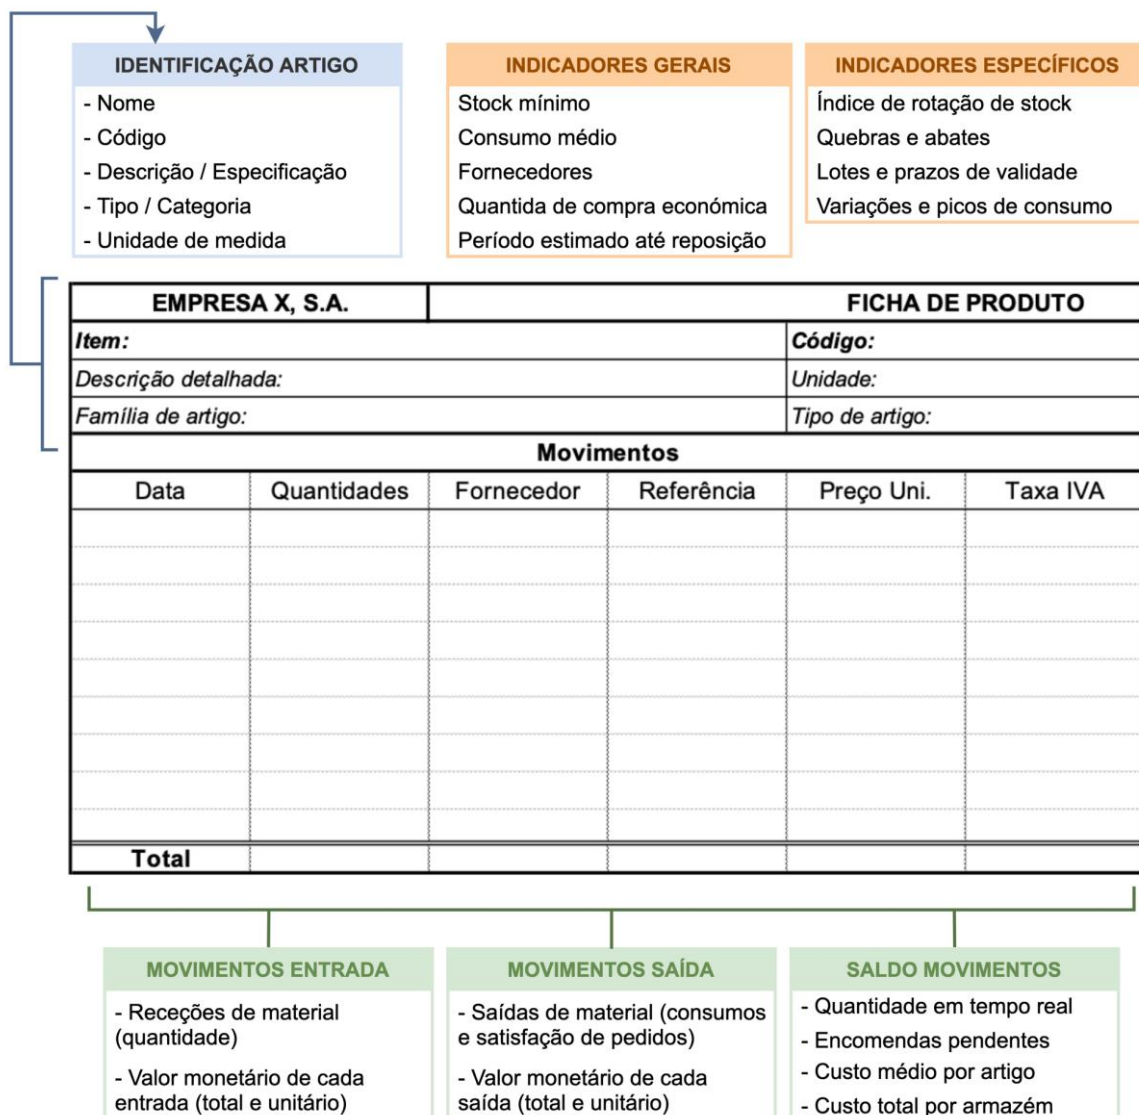 IDENTIFICAÇÃO ARTIGO
- Nome
- Código
- Descrição / Especificação
- Tipo / Categoria
- Unidade de medida
INDICADORES GERAIS
Stock mínimo
Consumo médio
Fornecedores
Quantida de compra económica
Período estimado até reposição
INDICADORES ESPECÍFICOS
Índice de rotação de stock
Quebras e abates
Lotes e prazos de validade
Variações e picos de consumo
EMPRESA X, S.A. FICHA DE PRODUTO
Item: Código:
Descrição detalhada: Unidade:
Família de artigo: Tipo de artigo:
Movimentos
Data Quantidades Fornecedor Referência Preço Uni. Taxa IVA
Total
MOVIMENTOS ENTRADA
- Receções de material
(quantidade)
- Valor monetário de cada
entrada (total e unitário)
MOVIMENTOS SAÍDA
- Saídas de material (consumos
e satisfação de pedidos)
- Valor monetário de cada
saída (total e unitário)
SALDO MOVIMENTOS
- Quantidade em tempo real
- Encomendas pendentes
- Custo médio por artigo
- Custo total por armazém